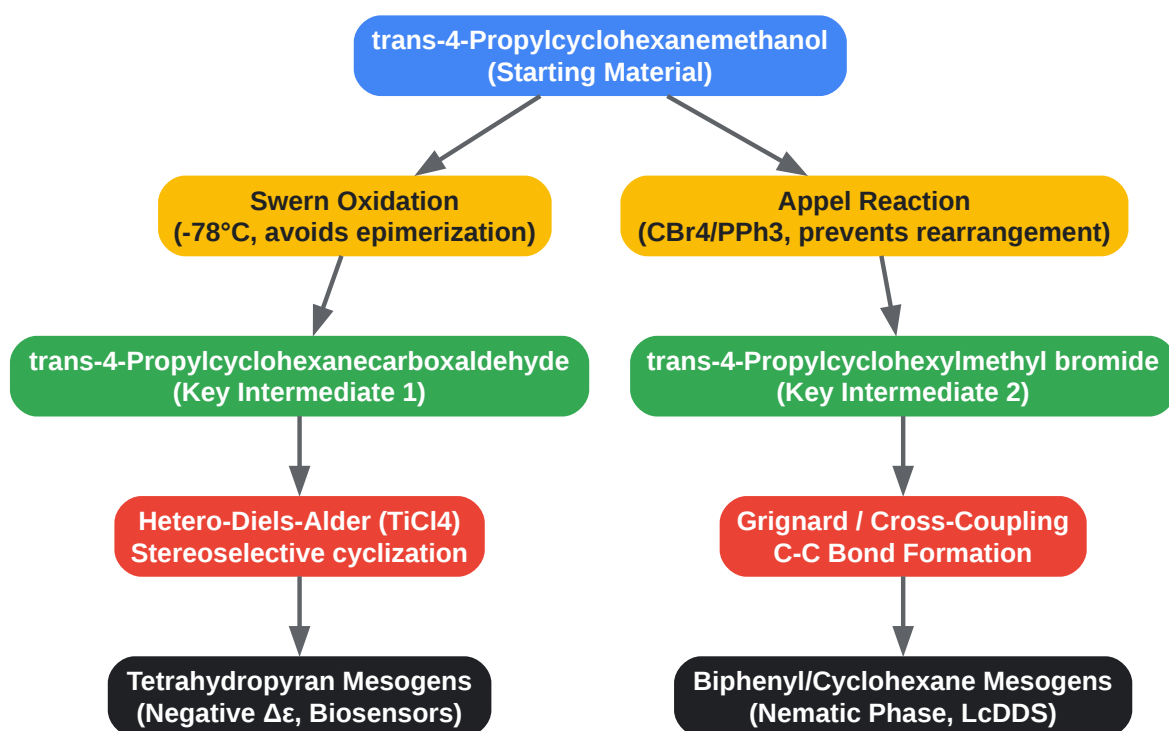 trans-4-Propylcyclohexanemethanol
(Starting Material)
Swern Oxidation
(-78°C, avoids epimerization)
Appel Reaction
(CBr4/PPh3, prevents rearrangement)
trans-4-Propylcyclohexanecarboxaldehyde
(Key Intermediate 1)
trans-4-Propylcyclohexylmethyl bromide
(Key Intermediate 2)
Hetero-Diels-Alder (TiCl4)
Stereoselective cyclization
Grignard / Cross-Coupling
C-C Bond Formation
Tetrahydropyran Mesogens
(Negative Δε, Biosensors)
Biphenyl/Cyclohexane Mesogens
(Nematic Phase, LcDDS)